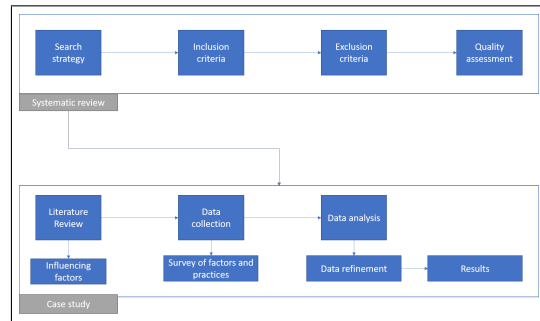 Search
strategy
Inclusion
criteria
Exclusion
criteria
Quality
assessment
Systematic review
Literature
Review
Data
collection
Data analysis
Influencing
factors
Survey of factors and
practices
Data refinement
Results
Case study